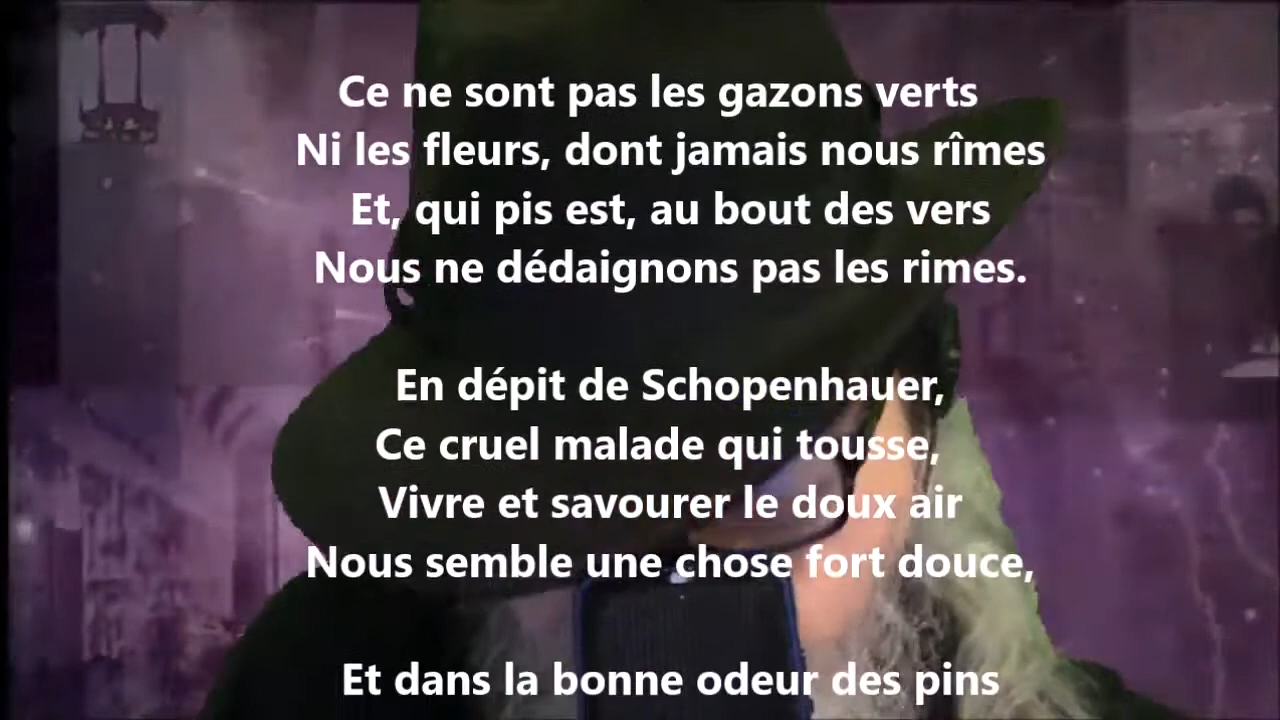 Ce ne sont pas les gazons verts
Ni les fleurs, dont jamais nous rîmes
Et, qui pis est, au bout des vers
Nous ne dédaignons pas les rimes.
En dépit de Schopenhauer,
Ce cruel malade qui tousse,
Vivre et savourer le doux air
Nous semble une chose fort douce,
Et dans la bonne odeur des pins